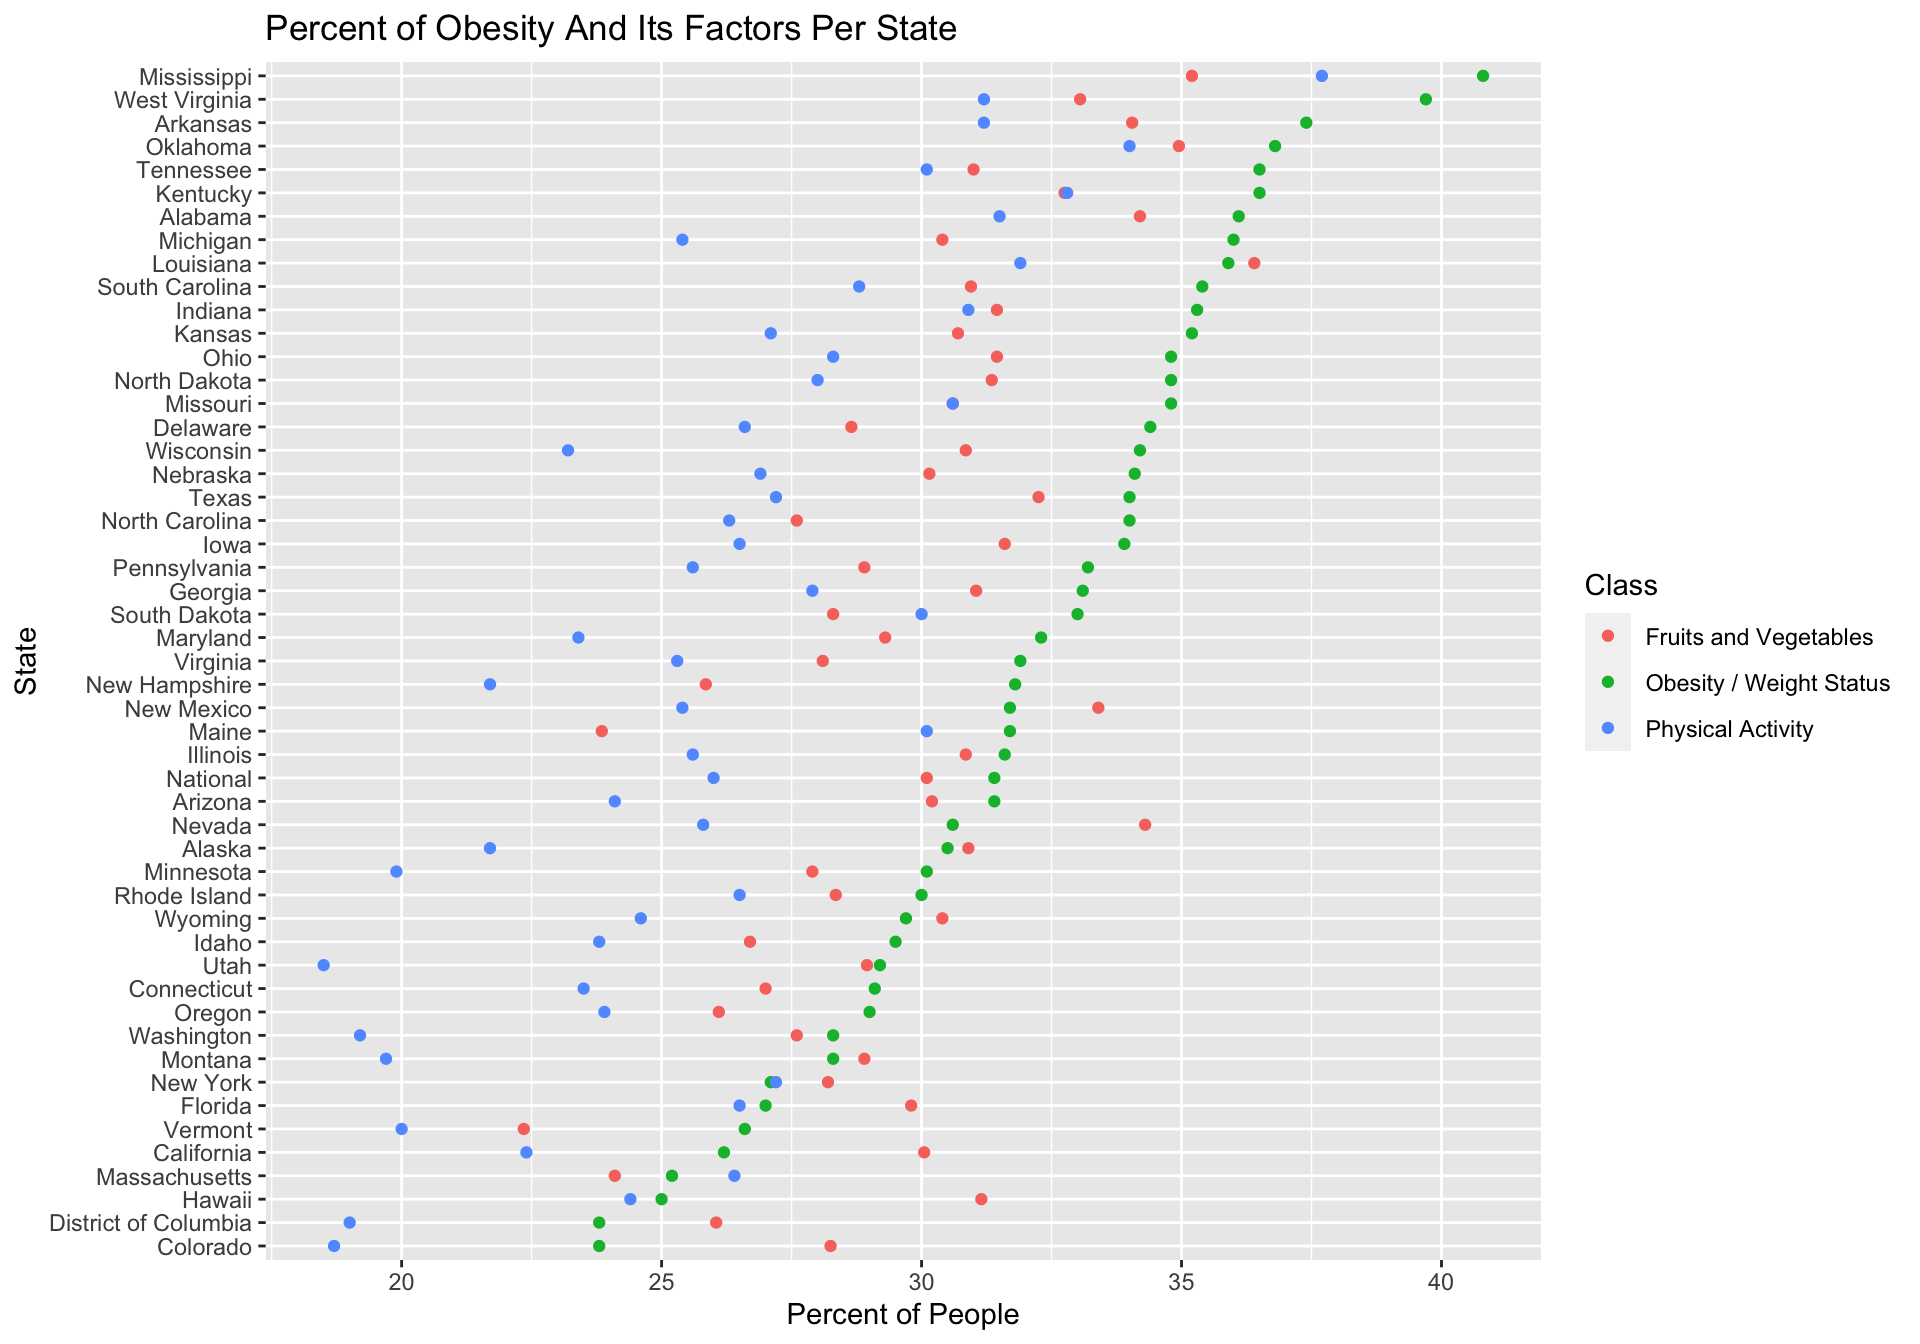 Percent of Obesity And Its Factors Per State
State
Mississippi
West Virginia
Arkansas
Oklahoma
Tennessee
Kentucky
Alabama
Michigan
Louisiana
South Carolina
Indiana
Kansas
Ohio
North Dakota
Missouri
Delaware
Wisconsin
Nebraska
Texas
North Carolina
Iowa
Pennsylvania
Georgia
South Dakota
Maryland
Virginia
New Hampshire
New Mexico
Maine
Illinois
National
Arizona
Nevada
Alaska
Minnesota
Rhode Island
Wyoming
Idaho
Utah
Connecticut
Oregon
Washington
Montana
New York
Florida
Vermont
California
Massachusetts
Hawaii
District of Columbia
Colorado
20 25 30 35 40
Percent of People
Class
Fruits and Vegetables
Obesity / Weight Status
Physical Activity